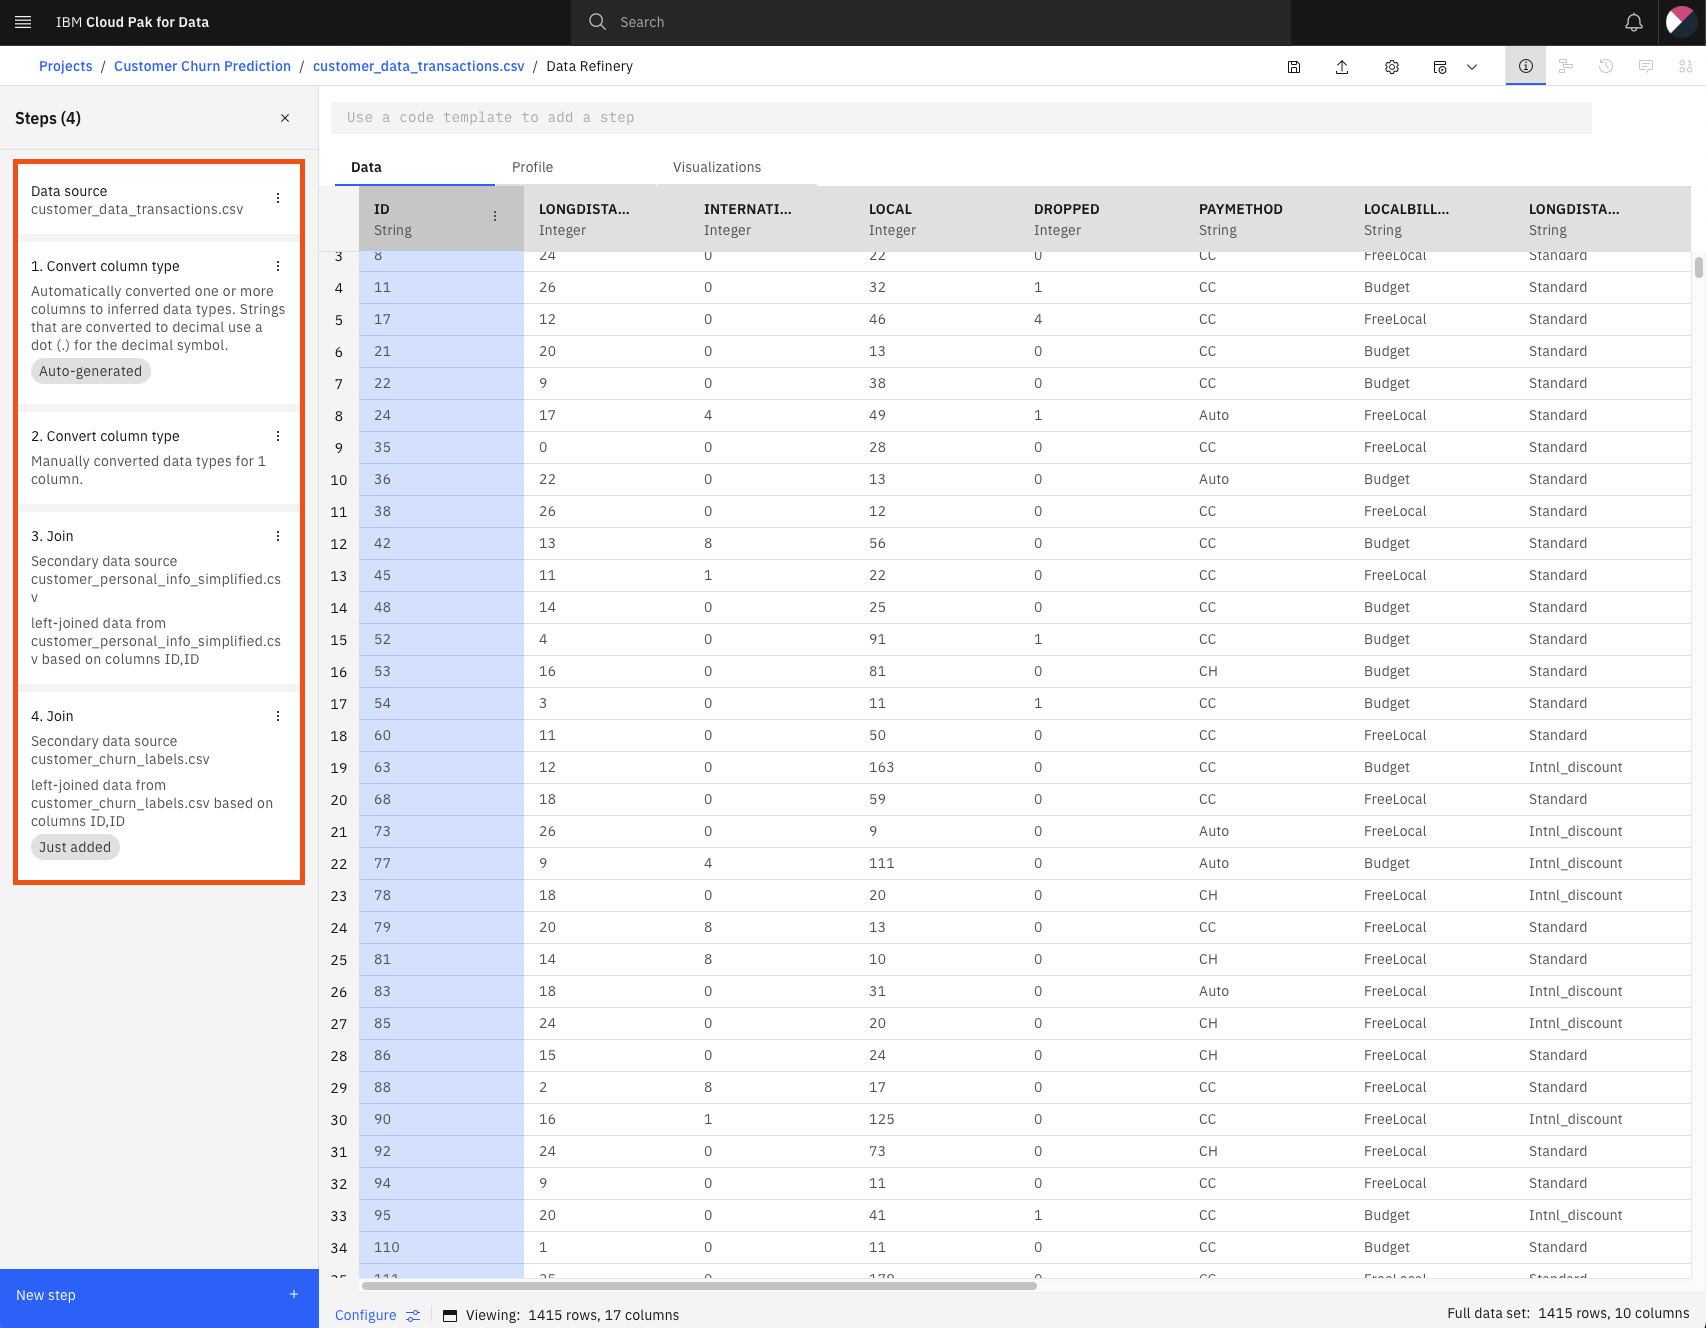 IBM Cloud Pak for Data
Search
Projects / Customer Churn Prediction / customer_data_transactions.csv / Data Refinery
Steps (4)
Data source
customer_data_transactions.csv
1. Convert column type
Automatically converted one or more
columns to inferred data types. Strings
that are converted to decimal use a
dot (.) for the decimal symbol.
Auto-generated
2. Convert column type
Manually converted data types for 1
column.
3. Join
Secondary data source
customer_personal_info_simplified.cs
v
left-joined data from
customer_personal_info_simplified.cs
v based on columns ID,ID
4. Join
Secondary data source
customer_churn_labels.csv
left-joined data from
customer_churn_labels.csv based on
columns ID,ID
Just added
New step +
Use a code template to add a step
Data Profile Visualizations
ID LONGDISTA... INTERNATI... LOCAL DROPPED PAYMETHOD LOCALBILL... LONGDISTA...
String Integer Integer Integer Integer String String String
3 8 24 0 22 0 CC FreeLocal Standard
4 11 26 0 32 1 CC Budget Standard
5 17 12 0 46 4 CC FreeLocal Standard
6 21 20 0 13 0 CC Budget Standard
7 22 9 0 38 0 CC Budget Standard
8 24 17 4 49 1 Auto FreeLocal Standard
9 35 0 0 28 0 CC FreeLocal Standard
10 36 22 0 13 0 Auto Budget Standard
11 38 26 0 12 0 CC FreeLocal Standard
12 42 13 8 56 0 CC Budget Standard
13 45 11 1 22 0 CC FreeLocal Standard
14 48 14 0 25 0 CC Budget Standard
15 52 4 0 91 1 CC Budget Standard
16 53 16 0 81 0 CH Budget Standard
17 54 3 0 11 1 CC Budget Standard
18 60 11 0 50 0 CC FreeLocal Standard
19 63 12 0 163 0 CC Budget Intnl_discount
20 68 18 0 59 0 CC FreeLocal Standard
21 73 26 0 9 0 Auto FreeLocal Intnl_discount
22 77 9 4 111 0 Auto Budget Intnl_discount
23 78 18 0 20 0 CH FreeLocal Intnl_discount
24 79 20 8 13 0 CC FreeLocal Standard
25 81 14 8 10 0 CH FreeLocal Standard
26 83 18 0 31 0 Auto FreeLocal Intnl_discount
27 85 24 0 20 0 CH FreeLocal Intnl_discount
28 86 15 0 24 0 CH FreeLocal Standard
29 88 2 8 17 0 CC FreeLocal Standard
30 90 16 1 125 0 CC FreeLocal Intnl_discount
31 92 24 0 73 0 CH FreeLocal Standard
32 94 9 0 11 0 CC FreeLocal Standard
33 95 20 0 41 1 CC Budget Intnl_discount
34 110 1 0 11 0 CC Budget Standard
Configure Viewing: 1415 rows, 17 columns
Full data set: 1415 rows, 10 columns